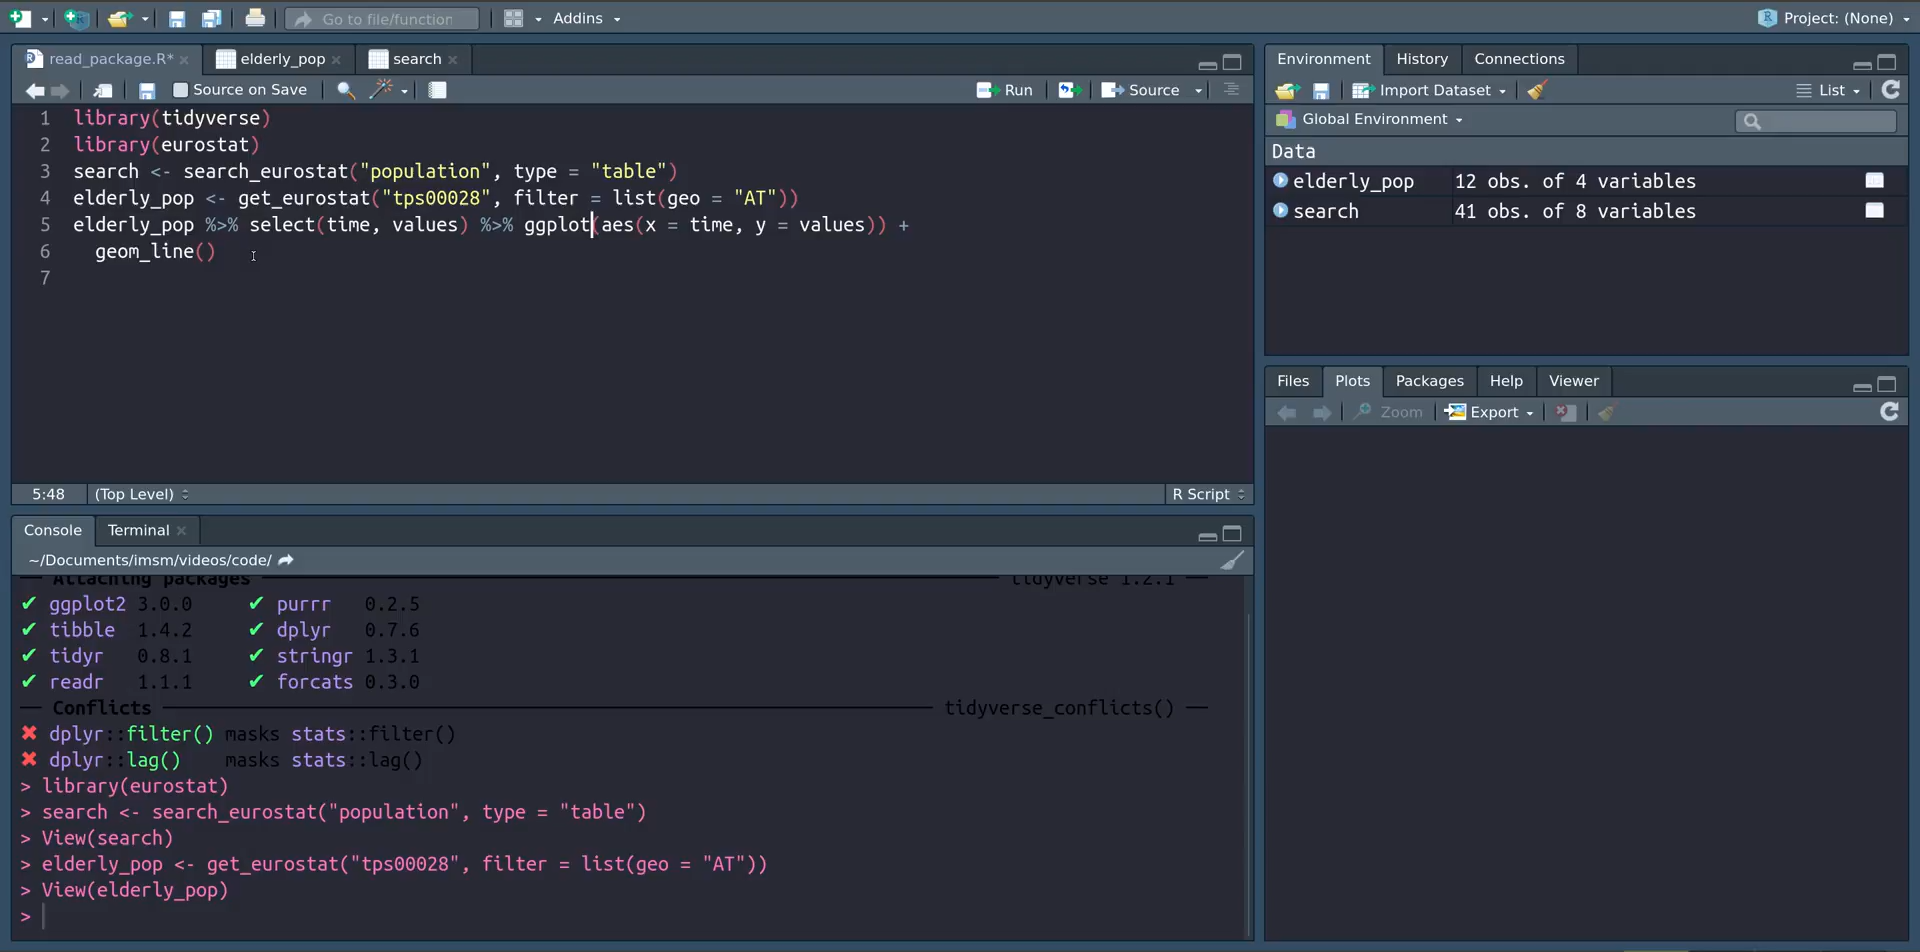 Go to file/function
Addins
Project: (None)
read_package.R*
elderly_pop
search
Source on Save
Run
Source
1 library(tidyverse)
2 library(eurostat)
3 search <- search_eurostat("population", type = "table")
4 elderly_pop <- get_eurostat("tps00028", filter = list(geo = "AT"))
5 elderly_pop %>% select(time, values) %>% ggplot(aes(x = time, y = values)) +
6 geom_line()
7
5:48 (Top Level) R Script
Console Terminal
~/Documents/imsm/videos/code/
── Attaching packages ── tidyverse 1.2.1 ──
✔ ggplot2 3.0.0 ✔ purrr 0.2.5
✔ tibble 1.4.2 ✔ dplyr 0.7.6
✔ tidyr 0.8.1 ✔ stringr 1.3.1
✔ readr 1.1.1 ✔ forcats 0.3.0
── Conflicts ── tidyverse_conflicts() ──
✖ dplyr::filter() masks stats::filter()
✖ dplyr::lag() masks stats::lag()
> library(eurostat)
> search <- search_eurostat("population", type = "table")
> View(search)
> elderly_pop <- get_eurostat("tps00028", filter = list(geo = "AT"))
> View(elderly_pop)
>
Environment History Connections
Import Dataset List
Global Environment
Data
elderly_pop 12 obs. of 4 variables
search 41 obs. of 8 variables
Files Plots Packages Help Viewer
Zoom Export